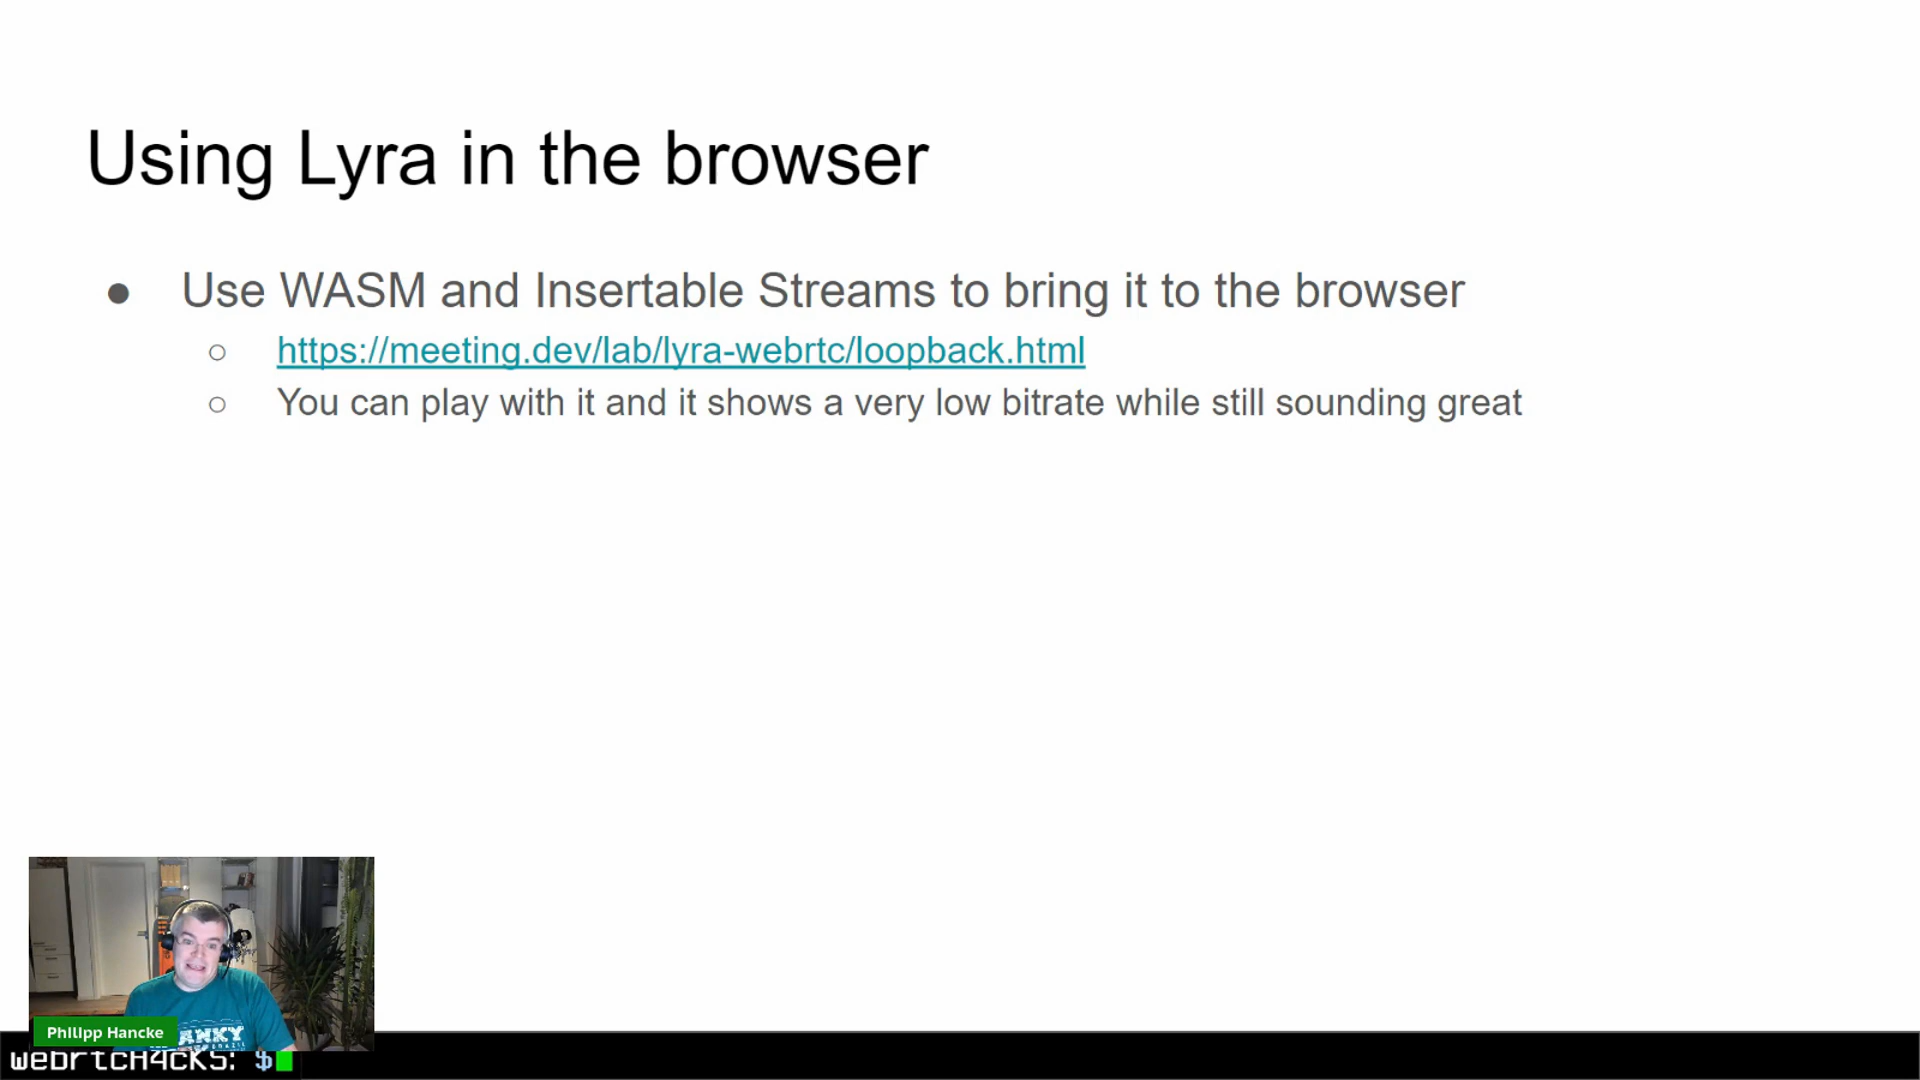 Using Lyra in the browser
● Use WASM and Insertable Streams to bring it to the browser
○ https://meeting.dev/lab/lyra-webrtc/loopback.html
○ You can play with it and it shows a very low bitrate while still sounding great
ANKY
Philipp Hancke
webrtcH4cKS: $